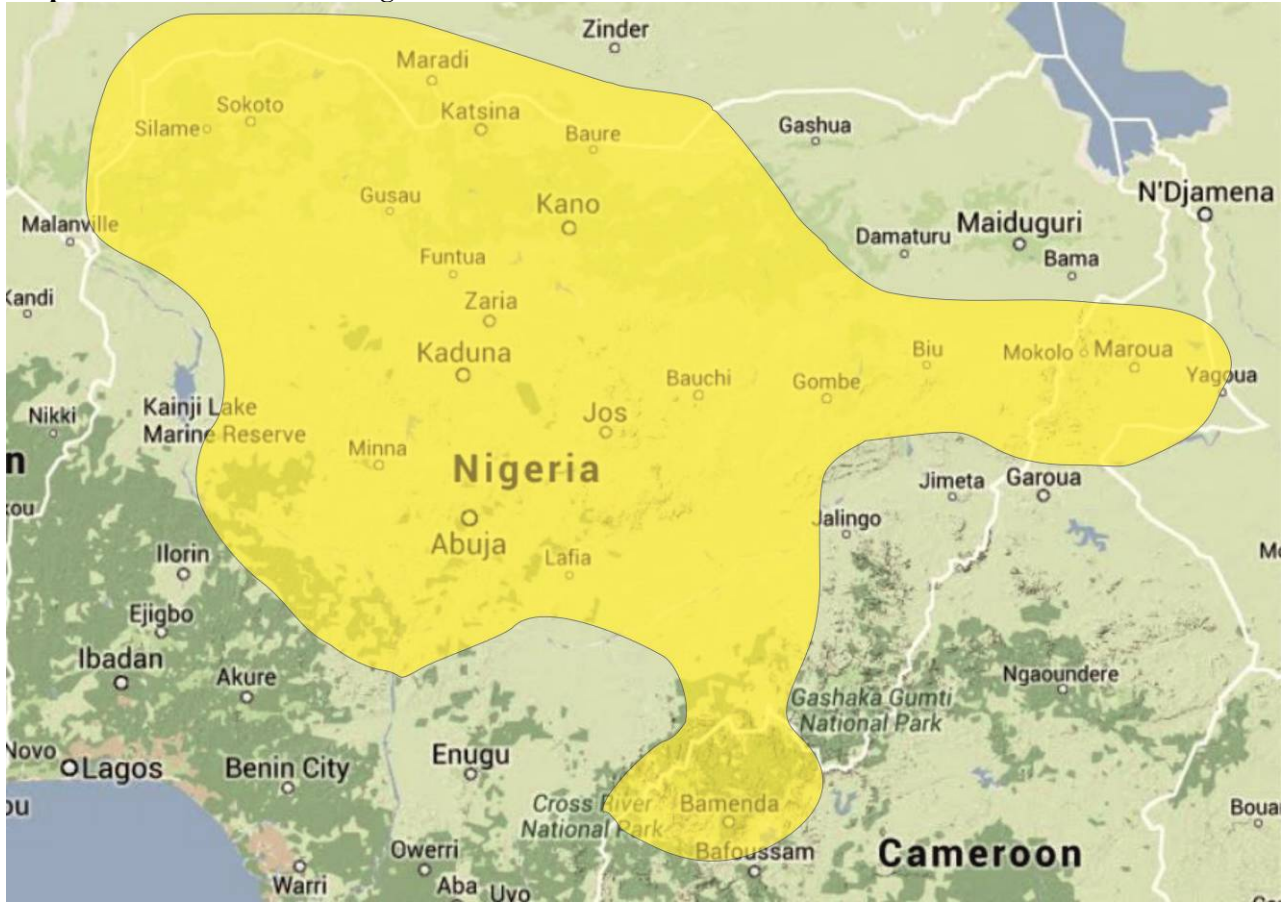 Zinder
Maradi
Sokoto
Katsina
Silame
Baure
Gashua
Gusau
Kano
N'Djamena
Malanville
Maiduguri
Damaturu
Bama
Funtua
Kandi
Zaria
Kaduna
Biu
Mokolo
Maroua
Bauchi
Gombe
Yagoua
Nikki
Kainji Lake
Marine Reserve
Jos
Minna
Nigeria
Jimeta
Garoua
Abuja
Jalingo
Ilorin
Lafia
Ejigbo
Ibadan
Akure
Ngaoundere
Gashaka Gumti
National Park
Novo
Lagos
Benin City
Enugu
Cross River
National Park
Bamenda
Bafoussam
Cameroon
Owerri
Warri
Aba
Uyo